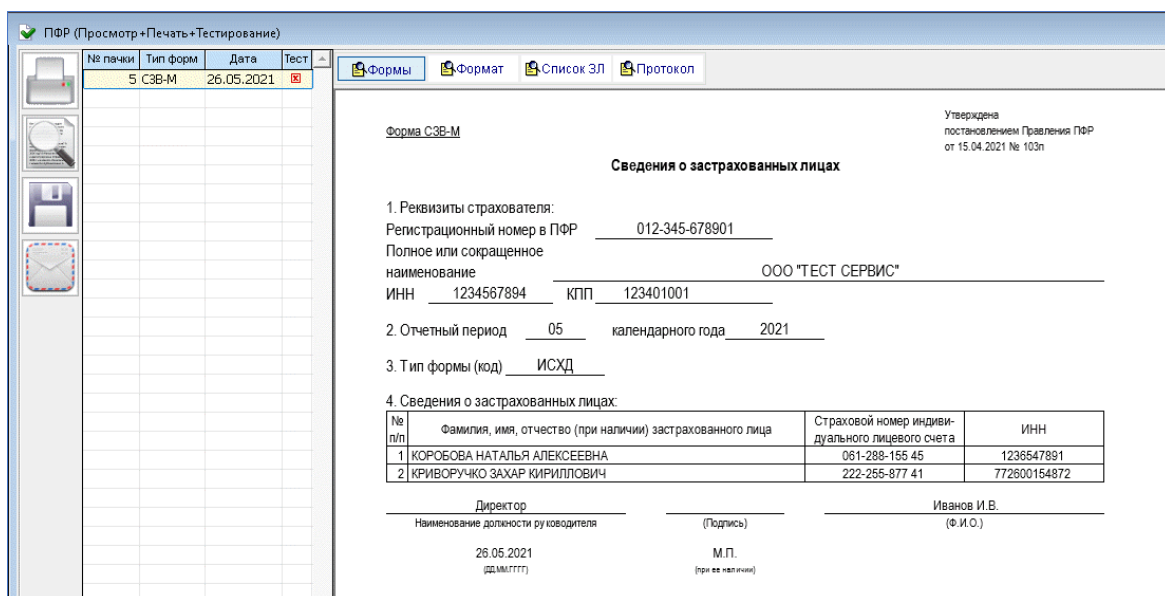 ПФР (Просмотр+Печать+Тестирование)
№ пачки Тип форм Дата Тест
5 СЗВ-М 26.05.2021
Формы Формат Список ЗЛ Протокол
Утверждена
постановлением Правления ПФР
от 15.04.2021 № 103п
Форма СЗВ-М
Сведения о застрахованных лицах
1. Реквизиты страхователя:
Регистрационный номер в ПФР 012-345-678901
Полное или сокращенное
наименование ООО "ТЕСТ СЕРВИС"
ИНН 1234567894 КПП 123401001
2. Отчетный период 05 календарного года 2021
3. Тип формы (код) ИСХД
4. Сведения о застрахованных лицах:
№ п/п Фамилия, имя, отчество (при наличии) застрахованного лица Страховой номер индиви-
дуального лицевого счета ИНН
1 КОРОБОВА НАТАЛЬЯ АЛЕКСЕЕВНА 061-288-155 45 1236547891
2 КРИВОРУЧКО ЗАХАР КИРИЛЛОВИЧ 222-255-877 41 772600154872
Директор Иванов И.В.
Наименование должности руководителя (Подпись) (Ф.И.О.)
26.05.2021 М.П.
(ДД.ММ.ГГГГ) (при ее наличии)